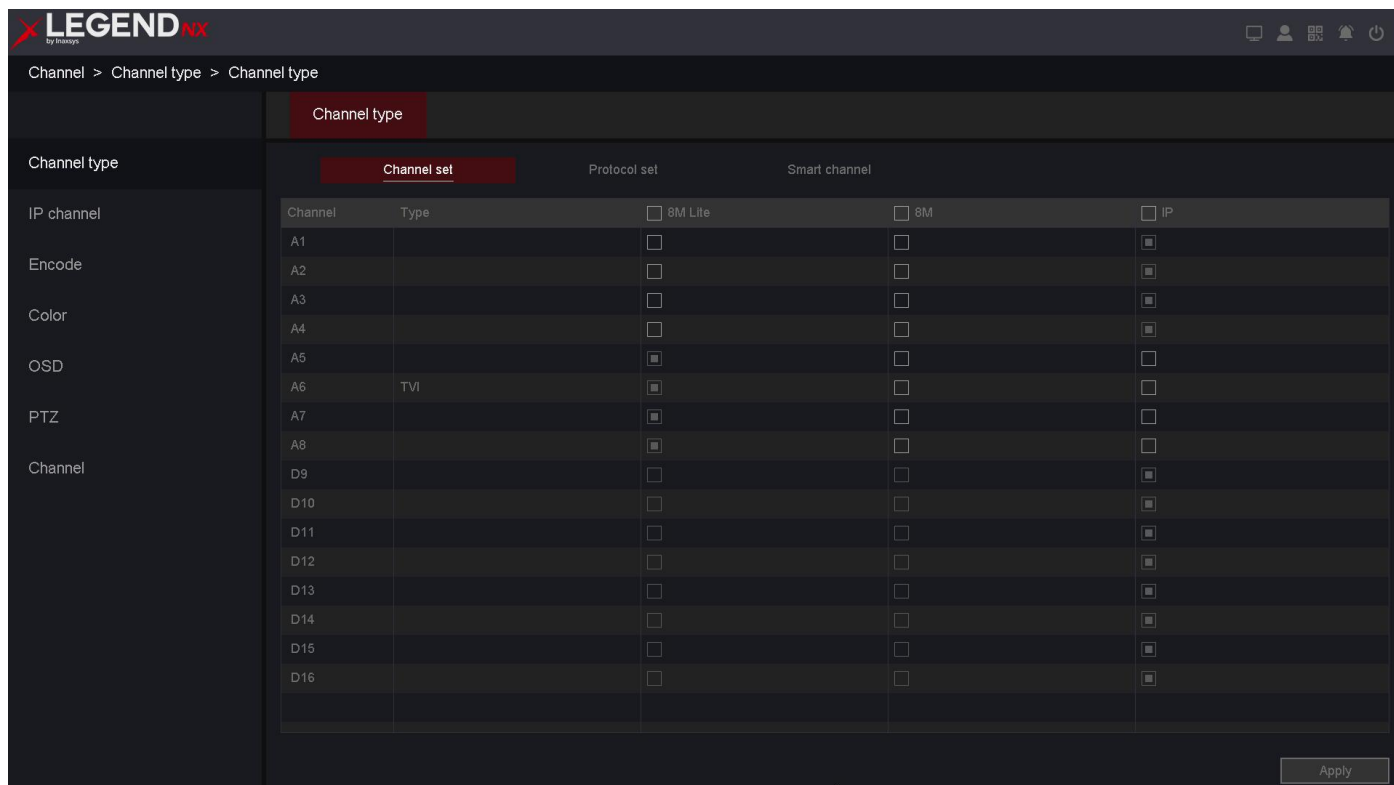 XLEGENDNX
by Inaxsys
Channel > Channel type > Channel type
Channel type
Channel type
IP channel
Encode
Color
OSD
PTZ
Channel
Channel set Protocol set Smart channel
Channel Type 8M Lite 8M IP
A1
A2
A3
A4
A5
A6 TVI
A7
A8
D9
D10
D11
D12
D13
D14
D15
D16
Apply